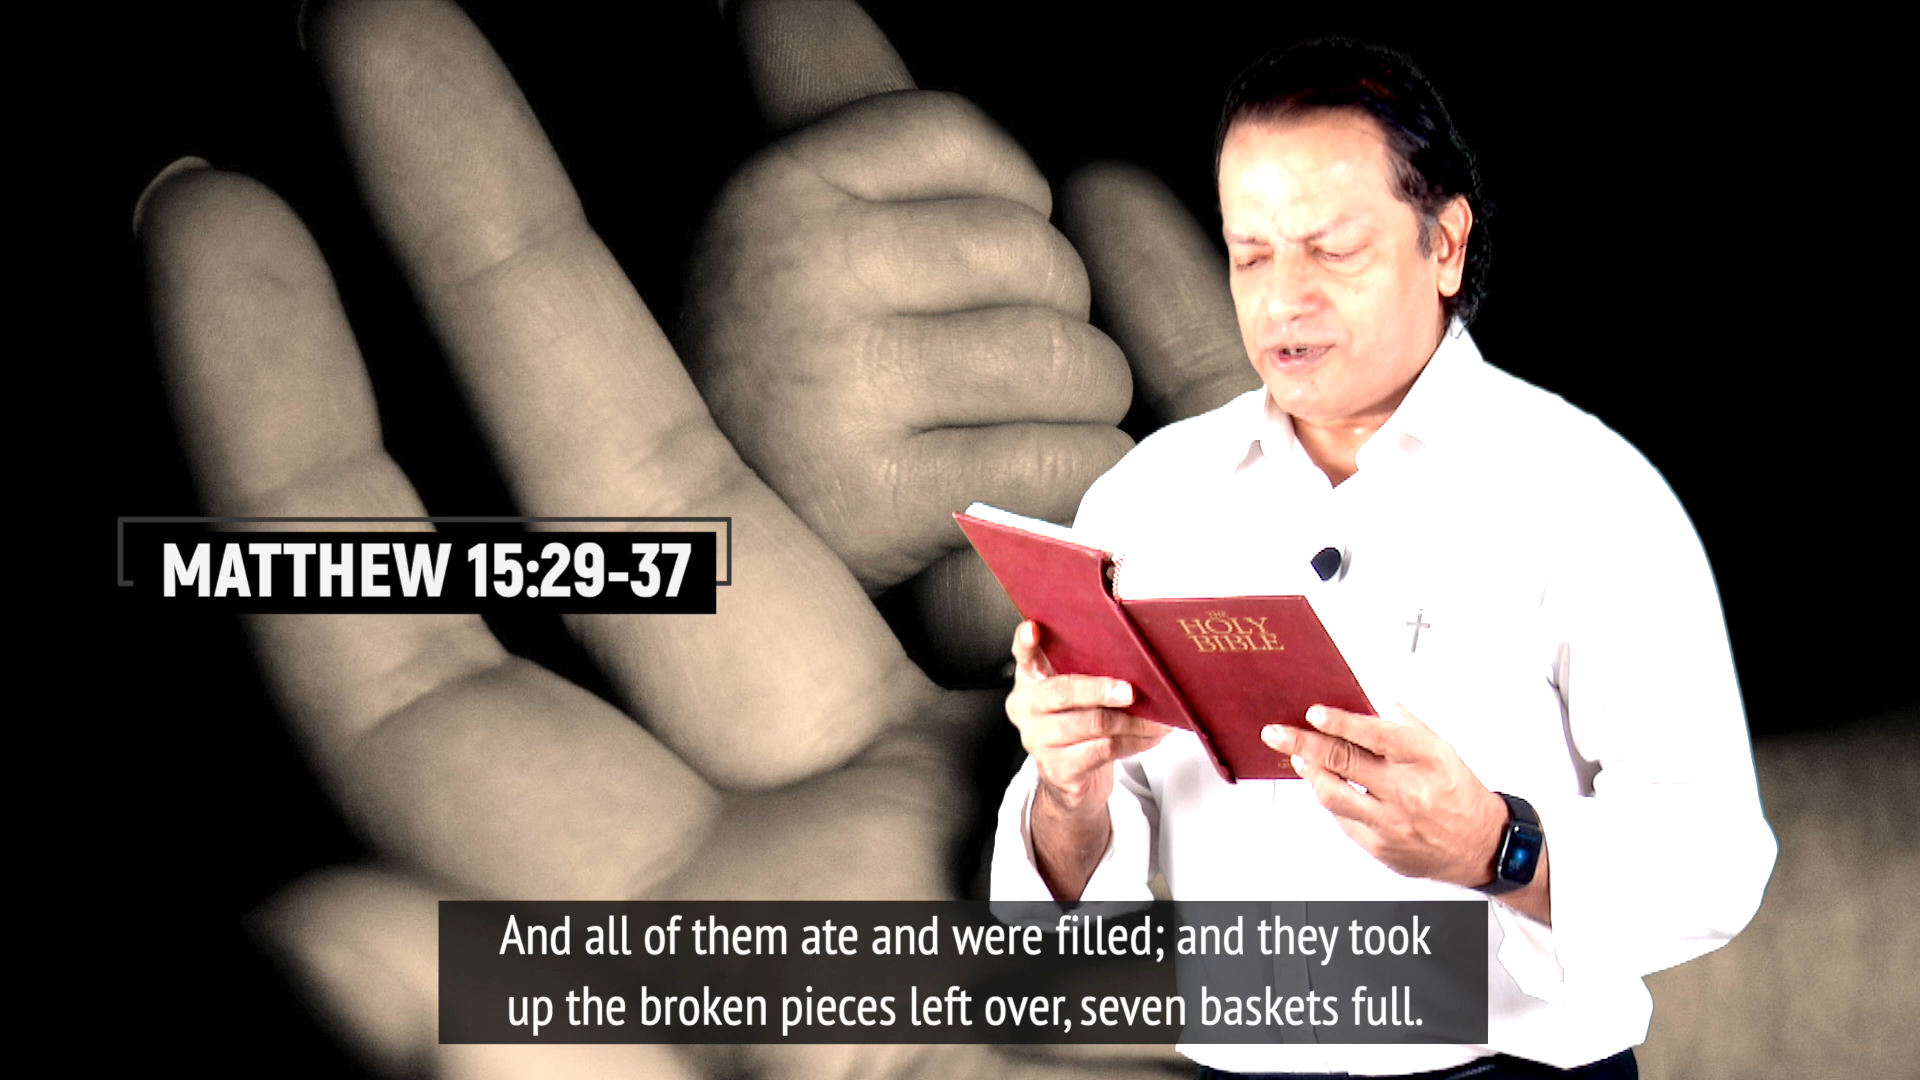 MATTHEW 15:29-37
THE
HOLY
BIBLE
And all of them ate and were filled; and they took
up the broken pieces left over, seven baskets full.